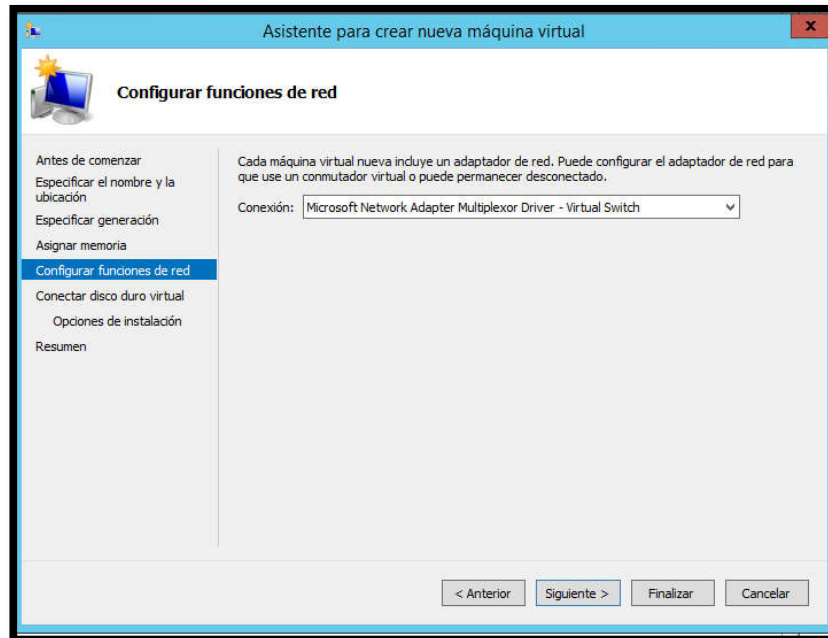 Asistente para crear nueva máquina virtual
x
Configurar funciones de red
Antes de comenzar
Especificar el nombre y la
ubicación
Especificar generación
Asignar memoria
Configurar funciones de red
Conectar disco duro virtual
Opciones de instalación
Resumen
Cada máquina virtual nueva incluye un adaptador de red. Puede configurar el adaptador de red para
que use un conmutador virtual o puede permanecer desconectado.
Conexión: Microsoft Network Adapter Multiplexor Driver - Virtual Switch
< Anterior Siguiente > Finalizar Cancelar